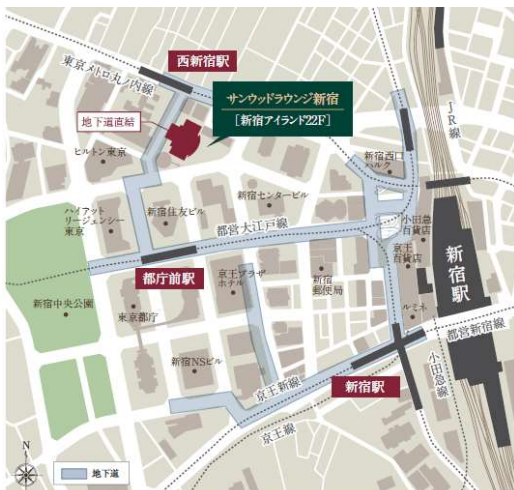 西新宿駅
東京メトロ丸ノ内線
サンウッドラウンジ新宿
[新宿アイランド22F]
地下道直結
ヒルトン東京
JR線
新宿西口
ハルク
新宿センタービル
ハイアット
リージェンシー
東京
新宿住友ビル
都営大江戸線
小田急
百貨店
京王
百貨店
新宿駅
都庁前駅
京王プラザ
ホテル
新宿
郵便局
新宿中央公園
東京都庁
ルミネ
都営新宿線
新宿NSビル
京王新線
新宿駅
小田急線
京王線
N
地下道